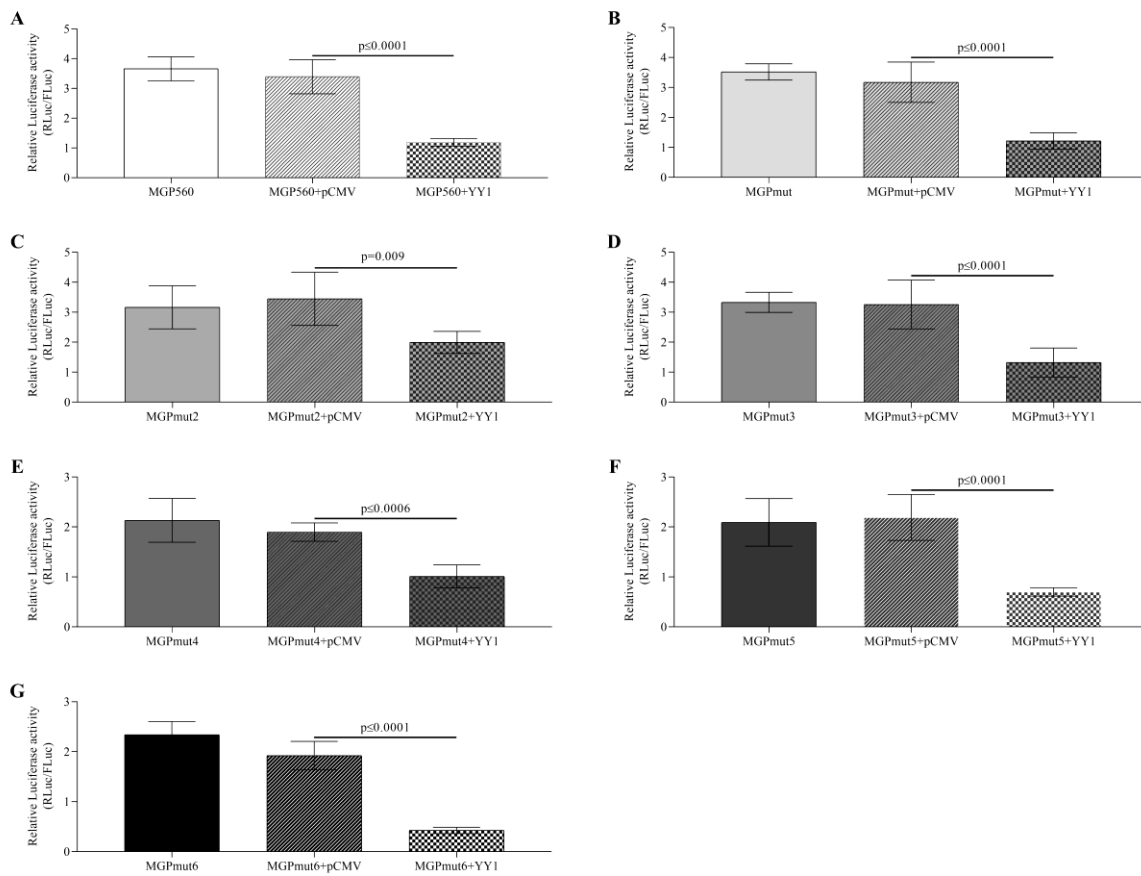 A
Relative Luciferase activity
(RLuc/FLuc)
5
4
3
2
1
0
p≤0.0001
MGP560
MGP560+pCMV
MGP560+YY1
B
Relative Luciferase activity
(RLuc/FLuc)
5
4
3
2
1
0
p≤0.0001
MGPmut
MGPmut+pCMV
MGPmut+YY1
C
Relative Luciferase activity
(RLuc/FLuc)
5
4
3
2
1
0
p=0.009
MGPmut2
MGPmut2+pCMV
MGPmut2+YY1
D
Relative Luciferase activity
(RLuc/FLuc)
5
4
3
2
1
0
p≤0.0001
MGPmut3
MGPmut3+pCMV
MGPmut3+YY1
E
Relative Luciferase activity
(RLuc/FLuc)
3
2
1
0
p≤0.0006
MGPmut4
MGPmut4+pCMV
MGPmut4+YY1
F
Relative Luciferase activity
(RLuc/FLuc)
3
2
1
0
p≤0.0001
MGPmut5
MGPmut5+pCMV
MGPmut5+YY1
G
Relative Luciferase activity
(RLuc/FLuc)
3
2
1
0
p≤0.0001
MGPmut6
MGPmut6+pCMV
MGPmut6+YY1